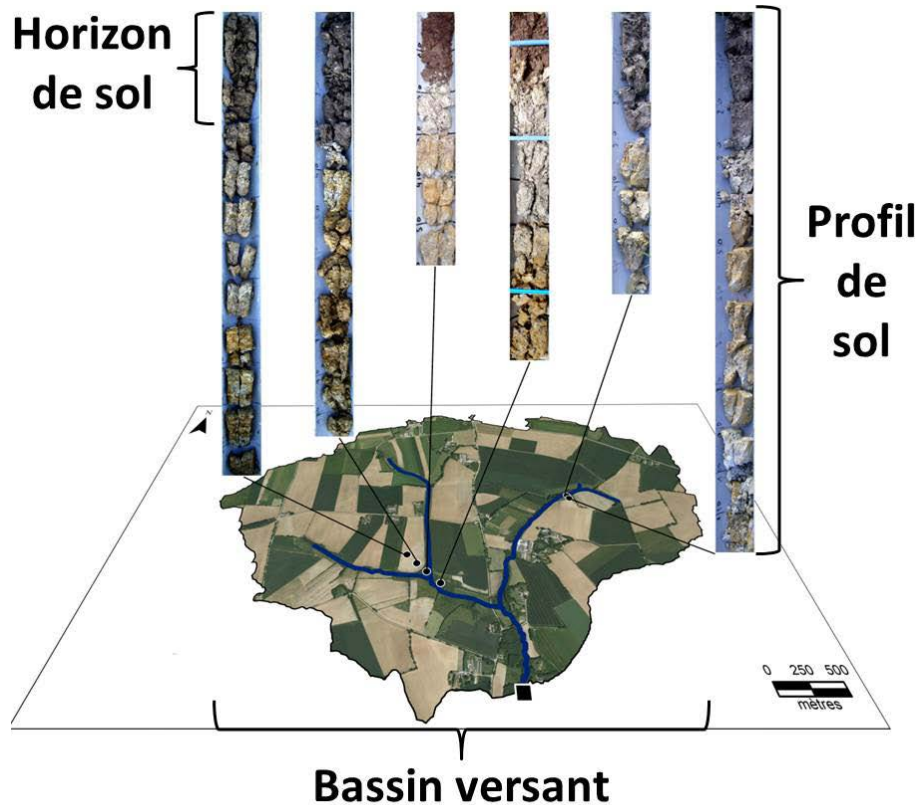 Horizon
de sol
Profil
de
sol
N
0 250 500
mètres
Bassin versant